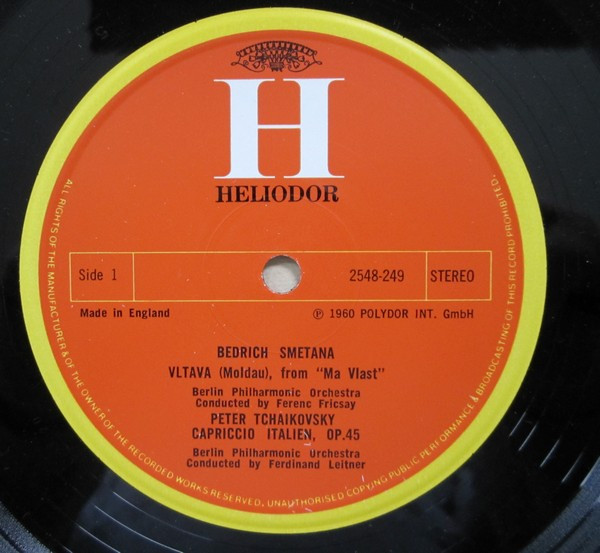 H
HELIODOR
Side 1
2548-249
STEREO
Made in England
℗ 1960 POLYDOR INT. GmbH
BEDRICH SMETANA
VLTAVA (Moldau), from "Ma Vlast"
Berlin Philharmonic Orchestra
Conducted by Ferenc Fricsay
PETER TCHAIKOVSKY
CAPRICCIO ITALIEN, OP.45
Berlin Philharmonic Orchestra
Conducted by Ferdinand Leitner
ALL RIGHTS OF THE MANUFACTURER & OF THE OWNER OF THE RECORDED WORKS RESERVED, UNAUTHORISED COPYING PUBLIC PERFORMANCE & BROADCASTING OF THIS RECORD PROHIBITED.